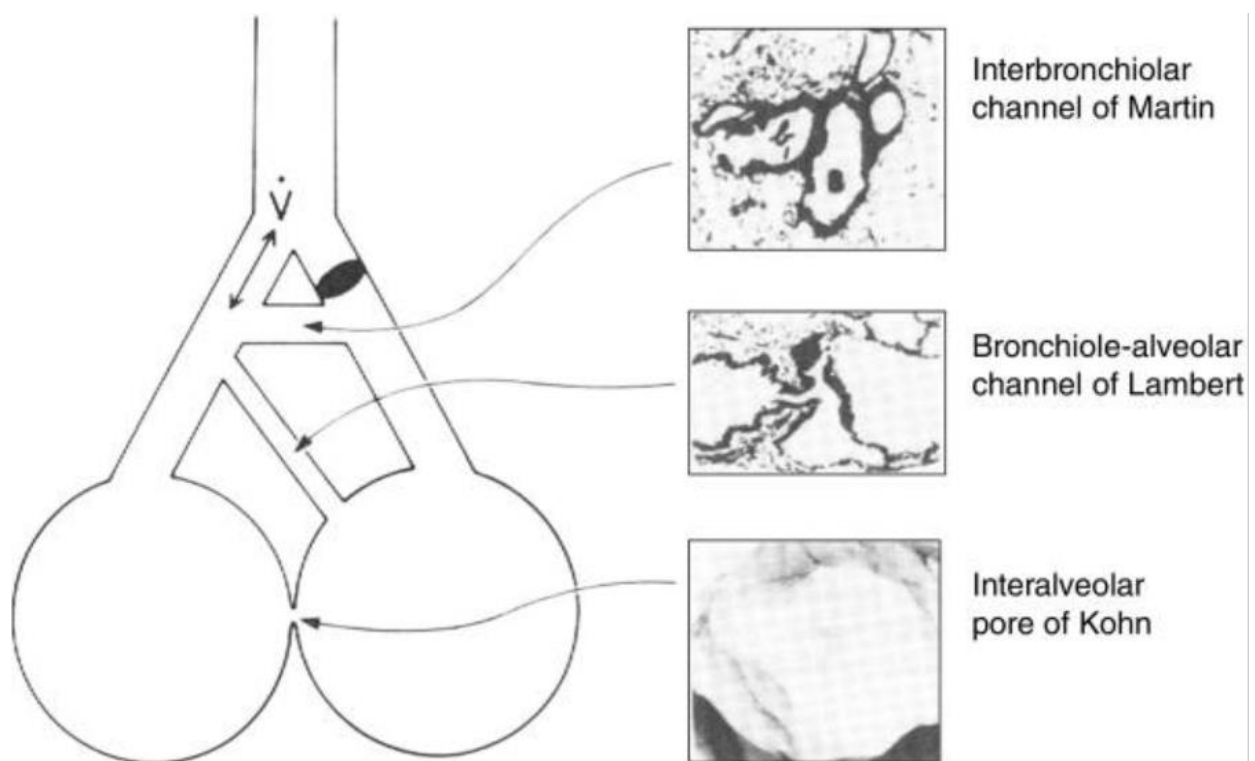 V̇
Interbronchiolar
channel of Martin
Bronchiole-alveolar
channel of Lambert
Interalveolar
pore of Kohn